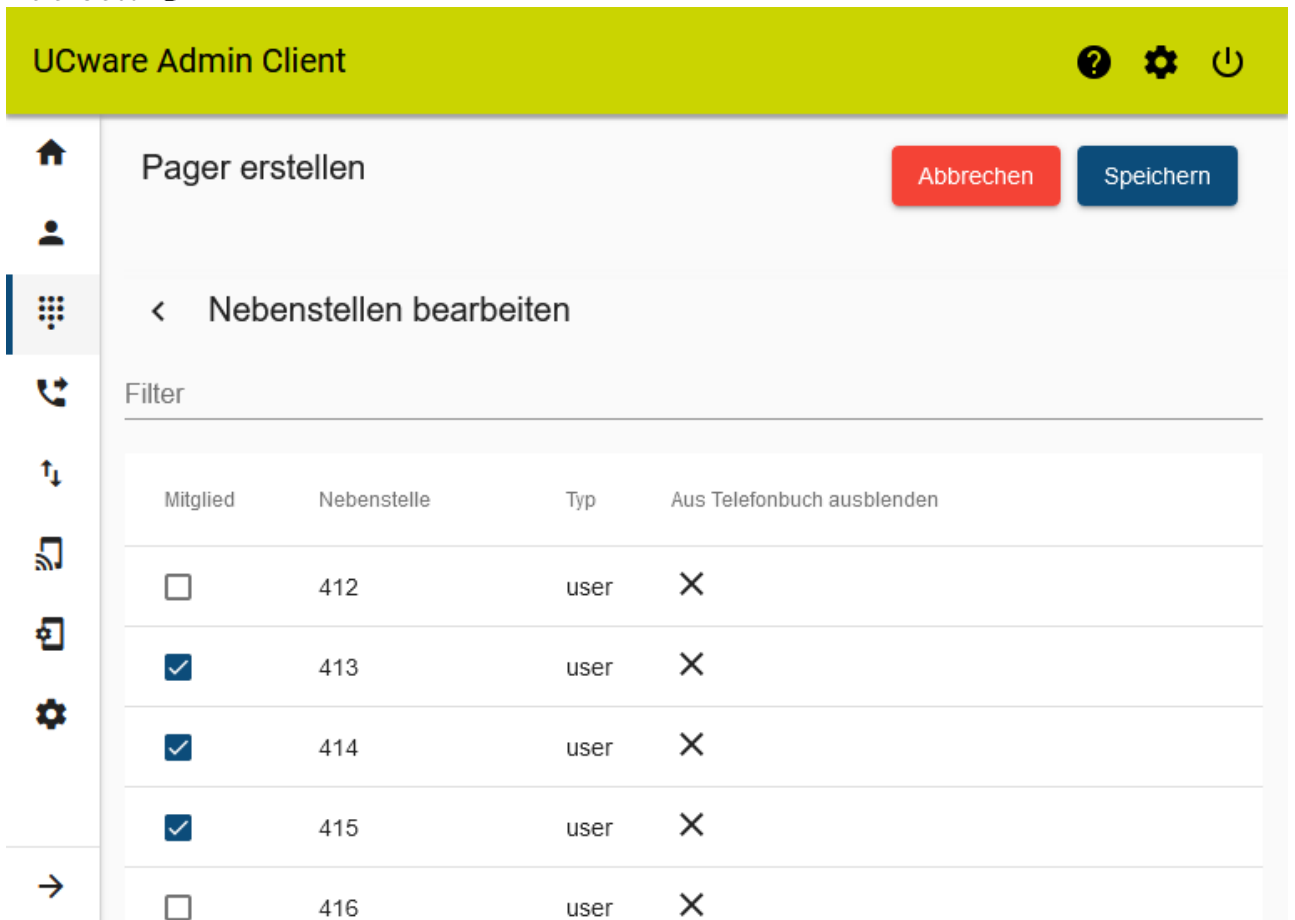 UCware Admin Client
Pager erstellen
Abbrechen
Speichern
Nebenstellen bearbeiten
Filter
Mitglied Nebenstelle Typ Aus Telefonbuch ausblenden
412 user
413 user
414 user
415 user
416 user